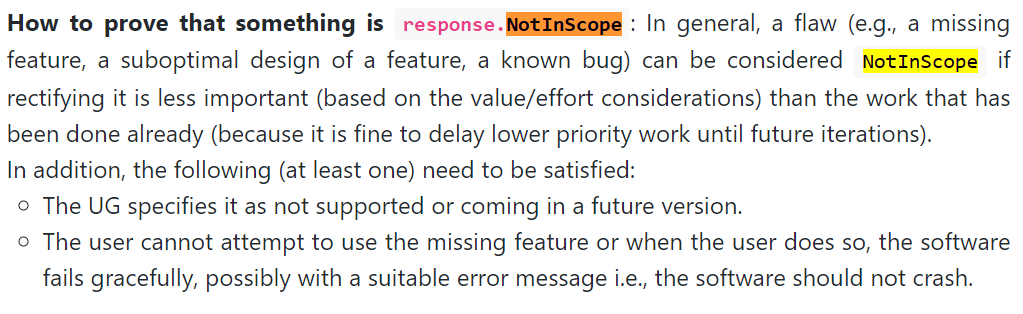 How to prove that something is response.NotInScope : In general, a flaw (e.g., a missing
feature, a suboptimal design of a feature, a known bug) can be considered NotInScope if
rectifying it is less important (based on the value/effort considerations) than the work that has
been done already (because it is fine to delay lower priority work until future iterations).
In addition, the following (at least one) need to be satisfied:
○ The UG specifies it as not supported or coming in a future version.
○ The user cannot attempt to use the missing feature or when the user does so, the software
fails gracefully, possibly with a suitable error message i.e., the software should not crash.